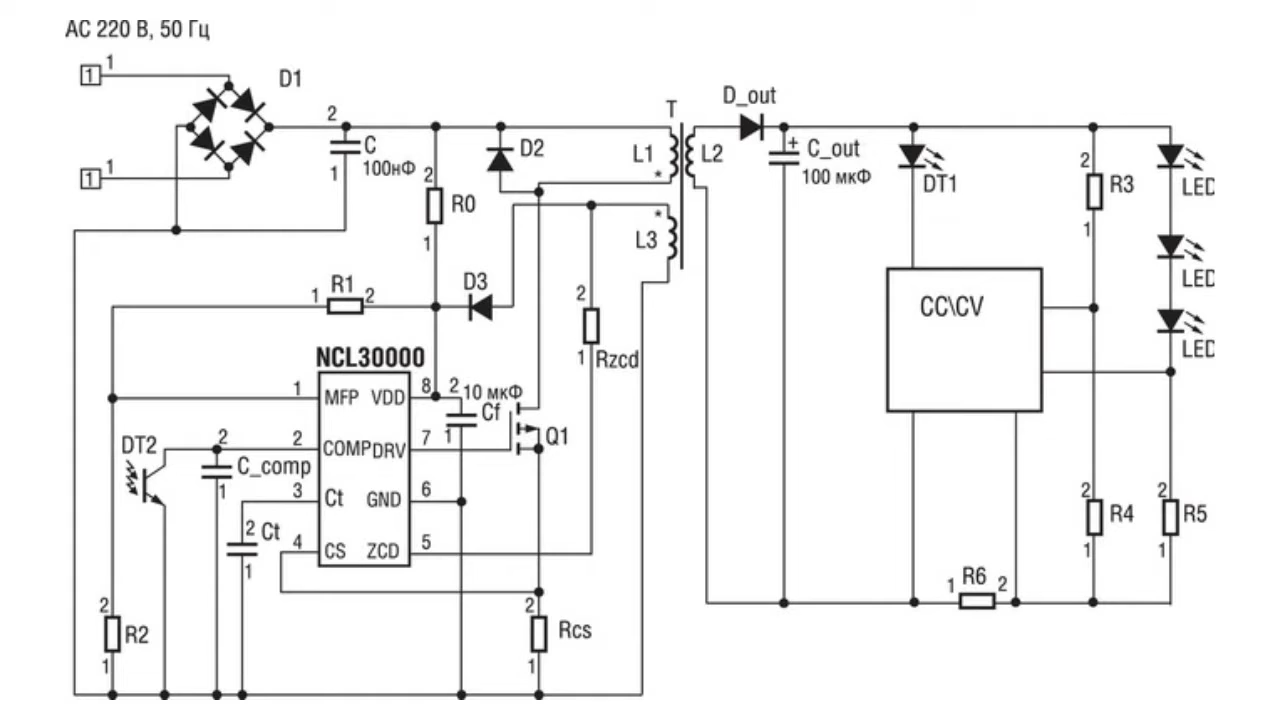 AC 220 В, 50 Гц
1
1
D1
1
1
2
C
100нФ
1
2
R0
1
D2
T
L1
*
L2
*
L3
D_out
+
C_out
100 мкФ
DT1
2
R3
1
LED
LED
LED
CC\CV
1
R1
2
D3
2
1
Rzcd
NCL30000
1
MFP
VDD
8
2
10 мкФ
Cf
1
Q1
DT2
2
C_comp
1
2
COMP
DRV
7
3
Ct
GND
6
2
Ct
1
4
CS
ZCD
5
2
R2
1
2
Rcs
1
2
R4
1
2
R5
1
1
R6
2